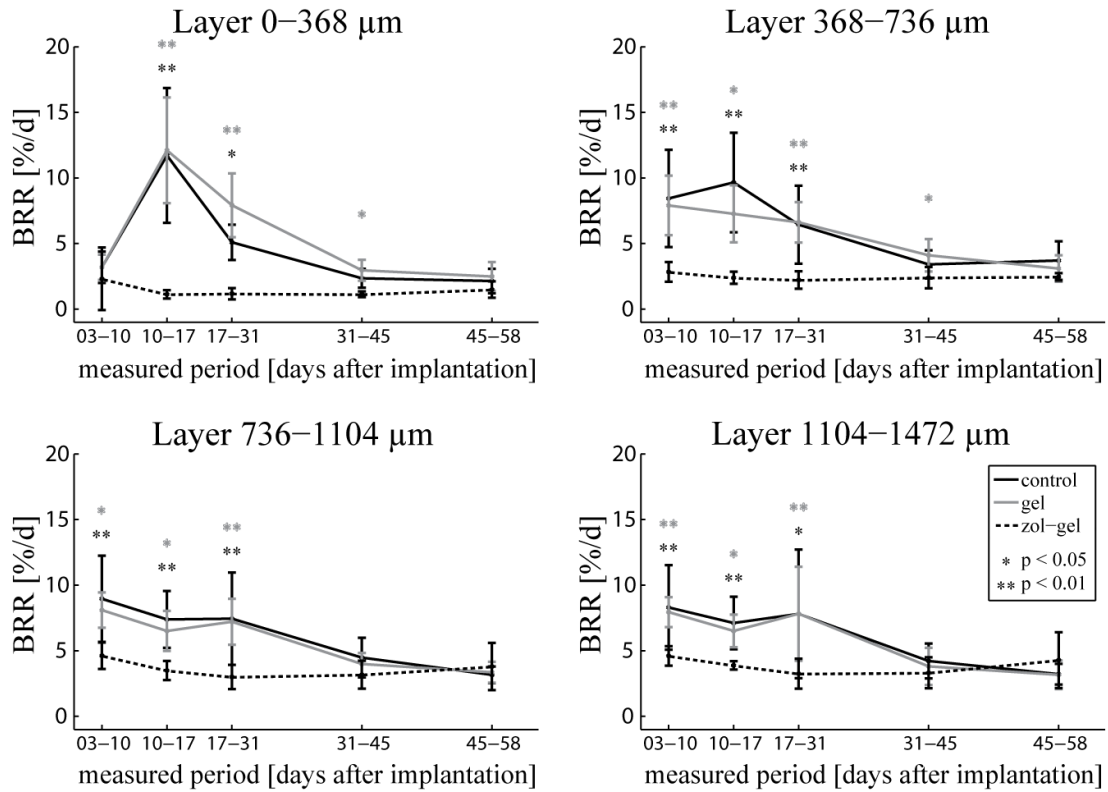 Layer 0–368 µm
**
**
**
*
*
20
15
10
5
0
BRR [%/d]
03–10 10–17 17–31 31–45 45–58
measured period [days after implantation]
Layer 368–736 µm
**
**
*
**
**
**
*
20
15
10
5
0
BRR [%/d]
03–10 10–17 17–31 31–45 45–58
measured period [days after implantation]
Layer 736–1104 µm
*
**
*
**
**
**
20
15
10
5
0
BRR [%/d]
03–10 10–17 17–31 31–45 45–58
measured period [days after implantation]
Layer 1104–1472 µm
**
**
*
**
**
*
20
15
10
5
0
BRR [%/d]
03–10 10–17 17–31 31–45 45–58
measured period [days after implantation]
control
gel
zol–gel
* p < 0.05
** p < 0.01